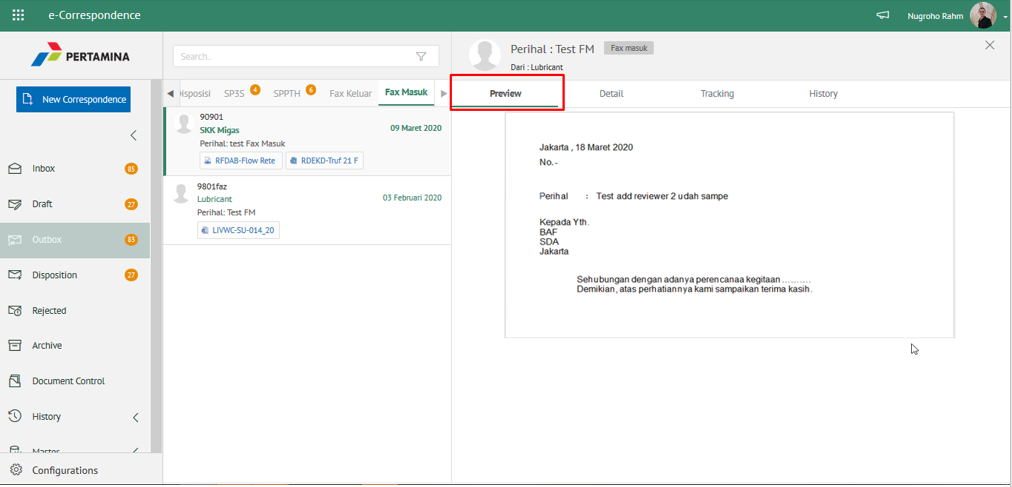 e-Correspondence
Nugroho Rahm
PERTAMINA
New Correspondence
Inbox 85
Draft 27
Outbox 83
Disposition 27
Rejected
Archive
Document Control
History
Master
Configurations
Search..
isposisi SP3S 4 SPPTH 6 Fax Keluar Fax Masuk
90901
SKK Migas 09 Maret 2020
Perihal: test Fax Masuk
RFDAB-Flow Rete RDEKD-Truf 21 F
9801faz
Lubricant 03 Februari 2020
Perihal: Test FM
LIVWC-SU-014_20
Perihal : Test FM Fax masuk
Dari : Lubricant
Preview Detail Tracking History
Jakarta , 18 Maret 2020
No. -
Perihal : Test add reviewer 2 udah sampe
Kepada Yth.
BAF
SDA
Jakarta
Sehubungan dengan adanya perencanaa kegitaan ..........
Demikian, atas perhatiannya kami sampaikan terima kasih.